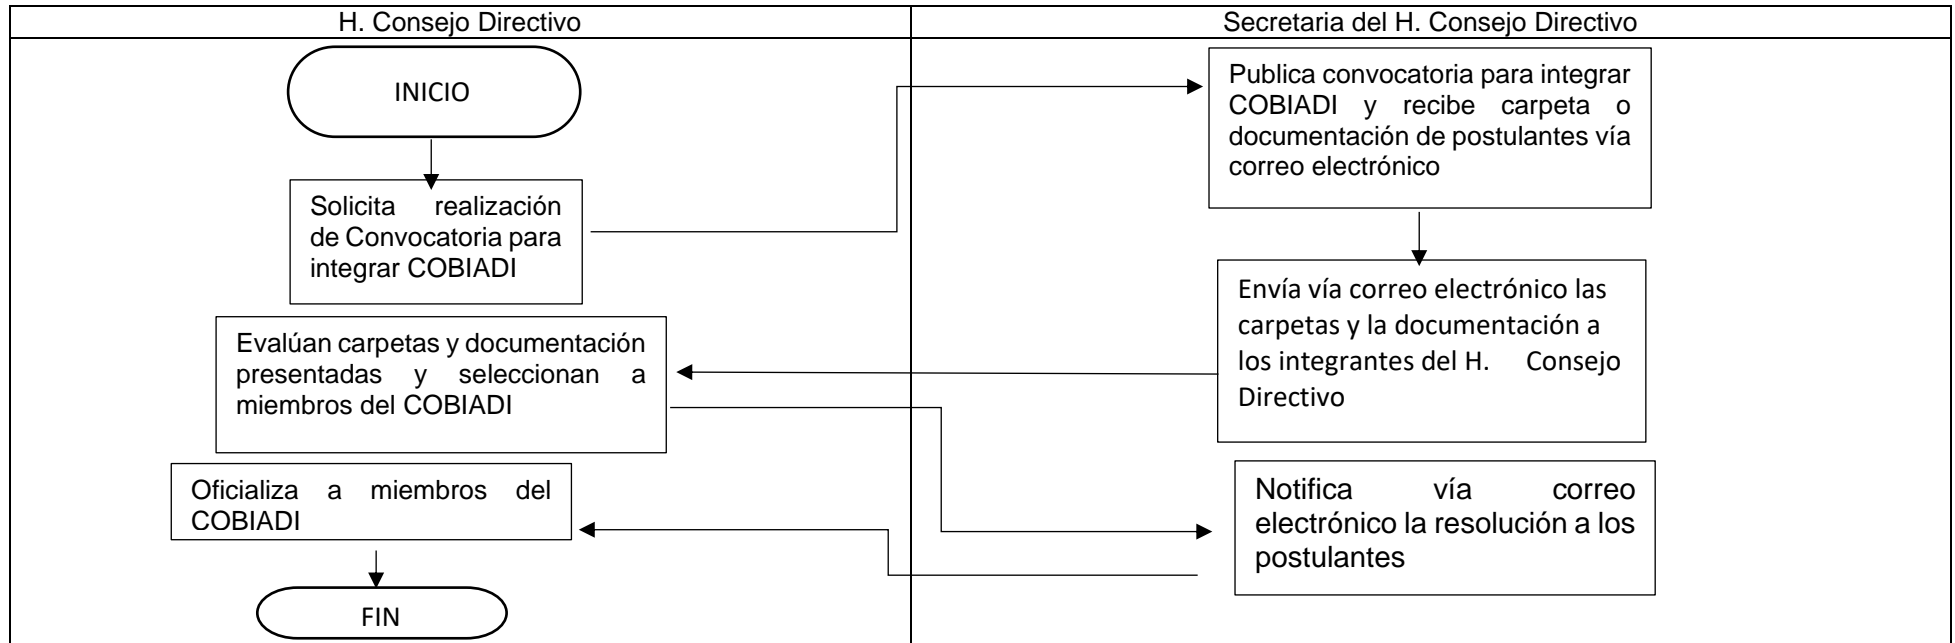 H. Consejo Directivo
Secretaria del H. Consejo Directivo
INICIO
Solicita realización
de Convocatoria para
integrar COBIADI
Publica convocatoria para integrar
COBIADI y recibe carpeta o
documentación de postulantes vía
correo electrónico
Envía vía correo electrónico las
carpetas y la documentación a
los integrantes del H. Consejo
Directivo
Evalúan carpetas y documentación
presentadas y seleccionan a
miembros del COBIADI
Notifica vía correo
electrónico la resolución a los
postulantes
Oficializa a miembros del
COBIADI
FIN